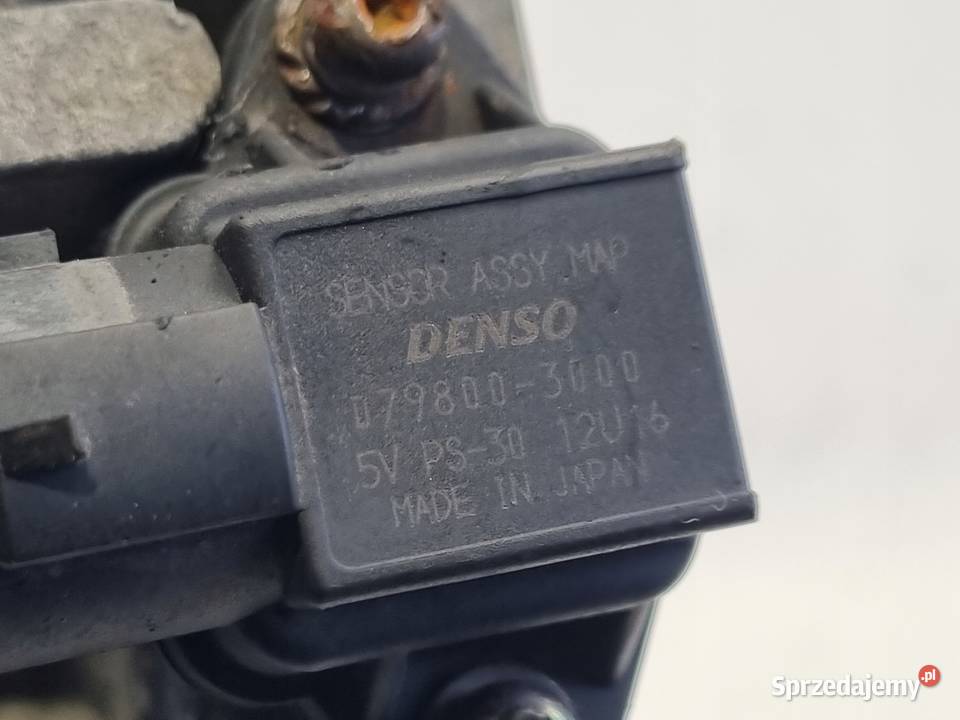 SENSOR ASSY MAP
DENSO
079800-3000
5V PS-30 12U16
MADE IN JAPAN
Sprzedajemy.pl